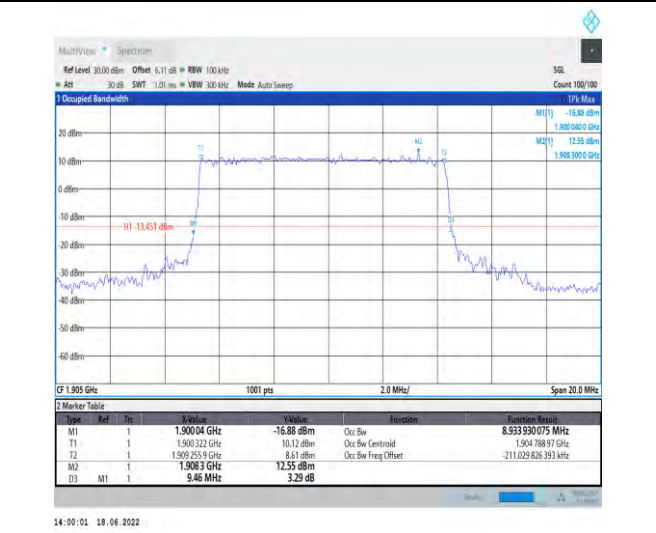 MultiView Spectrum
Ref Level 30.00 dBm Offset 6.11 dB RBW 100 kHz SGL
Att 30 dB SWT 1.01 ms VBW 300 kHz Mode Auto Sweep Count 100/100
1 Occupied Bandwidth 1Pk Max
M1[1] -16.88 dBm
1.900 040 0 GHz
M2[1] 12.55 dBm
1.908 300 0 GHz
20 dBm
T1
M2
T2
10 dBm
0 dBm
-10 dBm
H1 -13.451 dBm
M1
D3
-20 dBm
-30 dBm
-40 dBm
-50 dBm
-60 dBm
CF 1.905 GHz 1001 pts 2.0 MHz/ Span 20.0 MHz
2 Marker Table
Type Ref Trc X-Value Y-Value Function Function Result
M1 1 1.90004 GHz -16.88 dBm Occ Bw 8.933 930 075 MHz
T1 1 1.900 322 GHz 10.12 dBm Occ Bw Centroid 1.904 788 97 GHz
T2 1 1.909 255 9 GHz 8.61 dBm Occ Bw Freq Offset -211.029 826 393 kHz
M2 1 1.9083 GHz 12.55 dBm
D3 M1 1 9.46 MHz 3.29 dB
14:00:01 18.06.2022